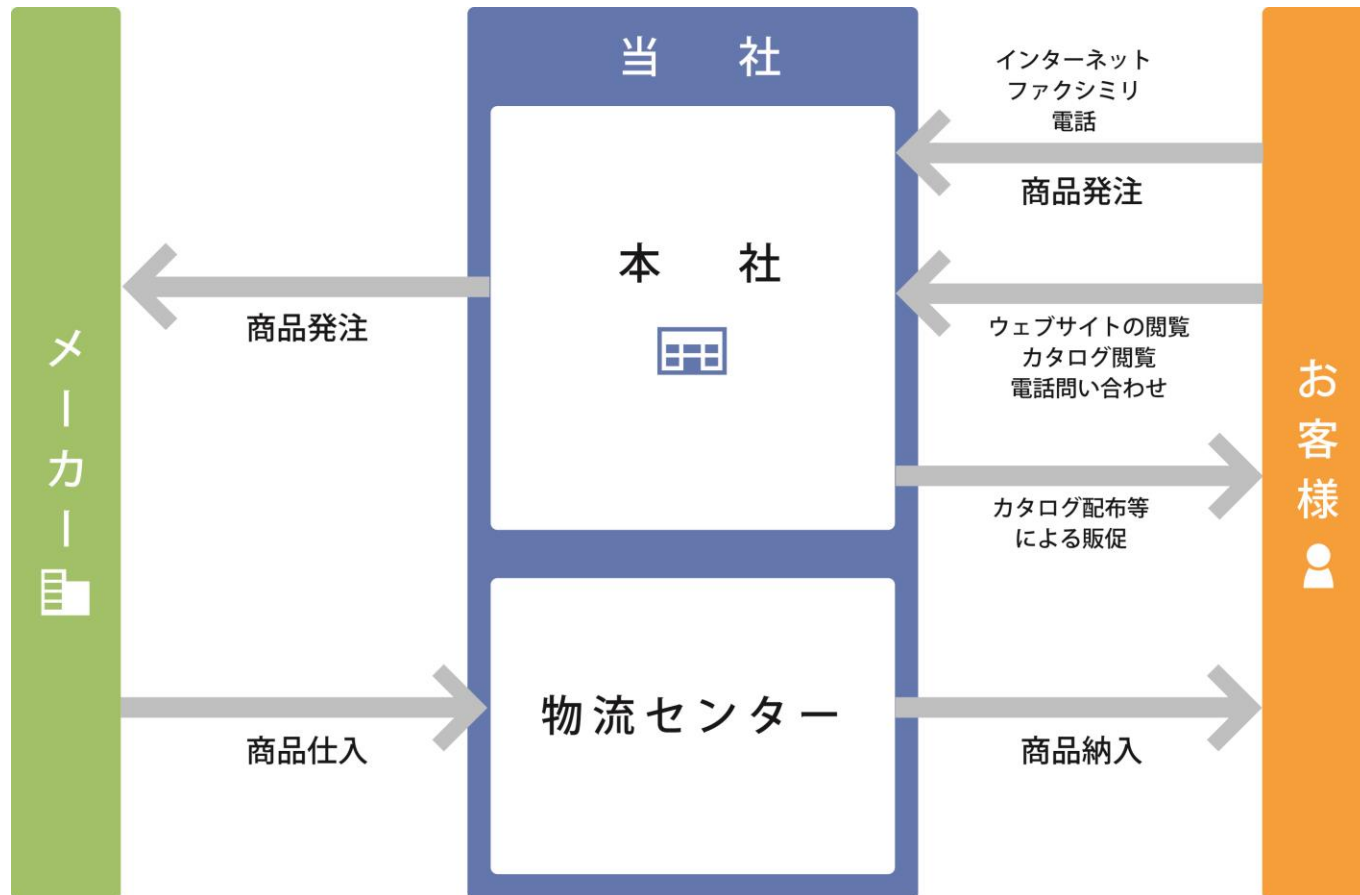 メーカー
商品発注
商品仕入
当社
本社
物流センター
インターネット
ファクシミリ
電話
商品発注
ウェブサイトの閲覧
カタログ閲覧
電話問い合わせ
カタログ配布等
による販促
商品納入
お客様